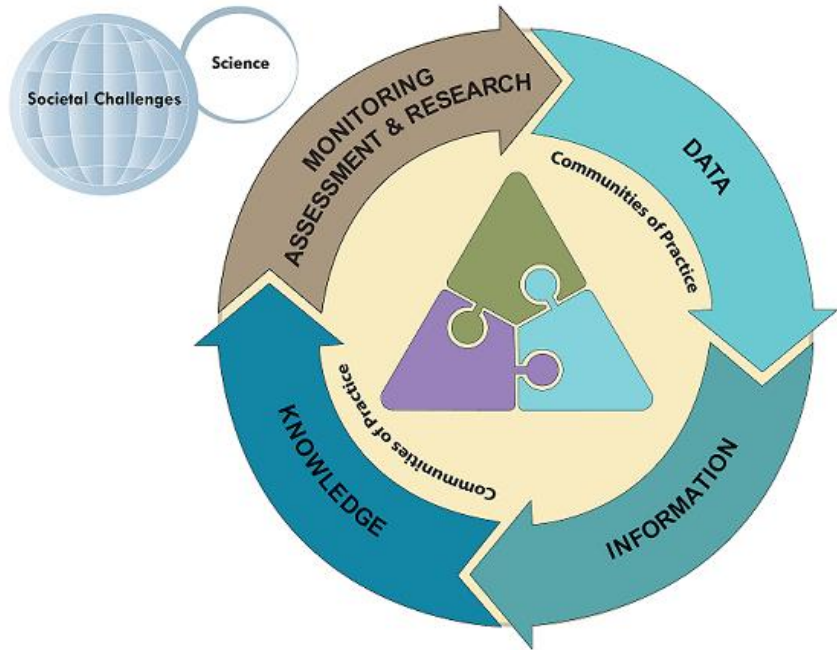 Societal Challenges
Science
MONITORING
ASSESSMENT & RESEARCH
DATA
Communities of Practice
INFORMATION
KNOWLEDGE
Communities of Practice